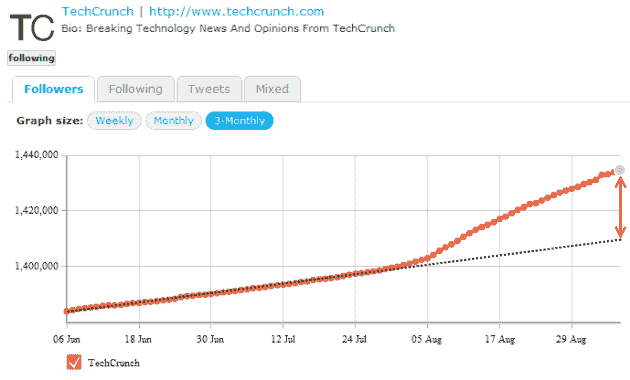 TC
TechCrunch | http://www.techcrunch.com
Bio: Breaking Technology News And Opinions From TechCrunch
following
Followers Following Tweets Mixed
Graph size: Weekly Monthly 3-Monthly
1,440,000
1,420,000
1,400,000
06 Jun 18 Jun 30 Jun 12 Jul 24 Jul 05 Aug 17 Aug 29 Aug
TechCrunch